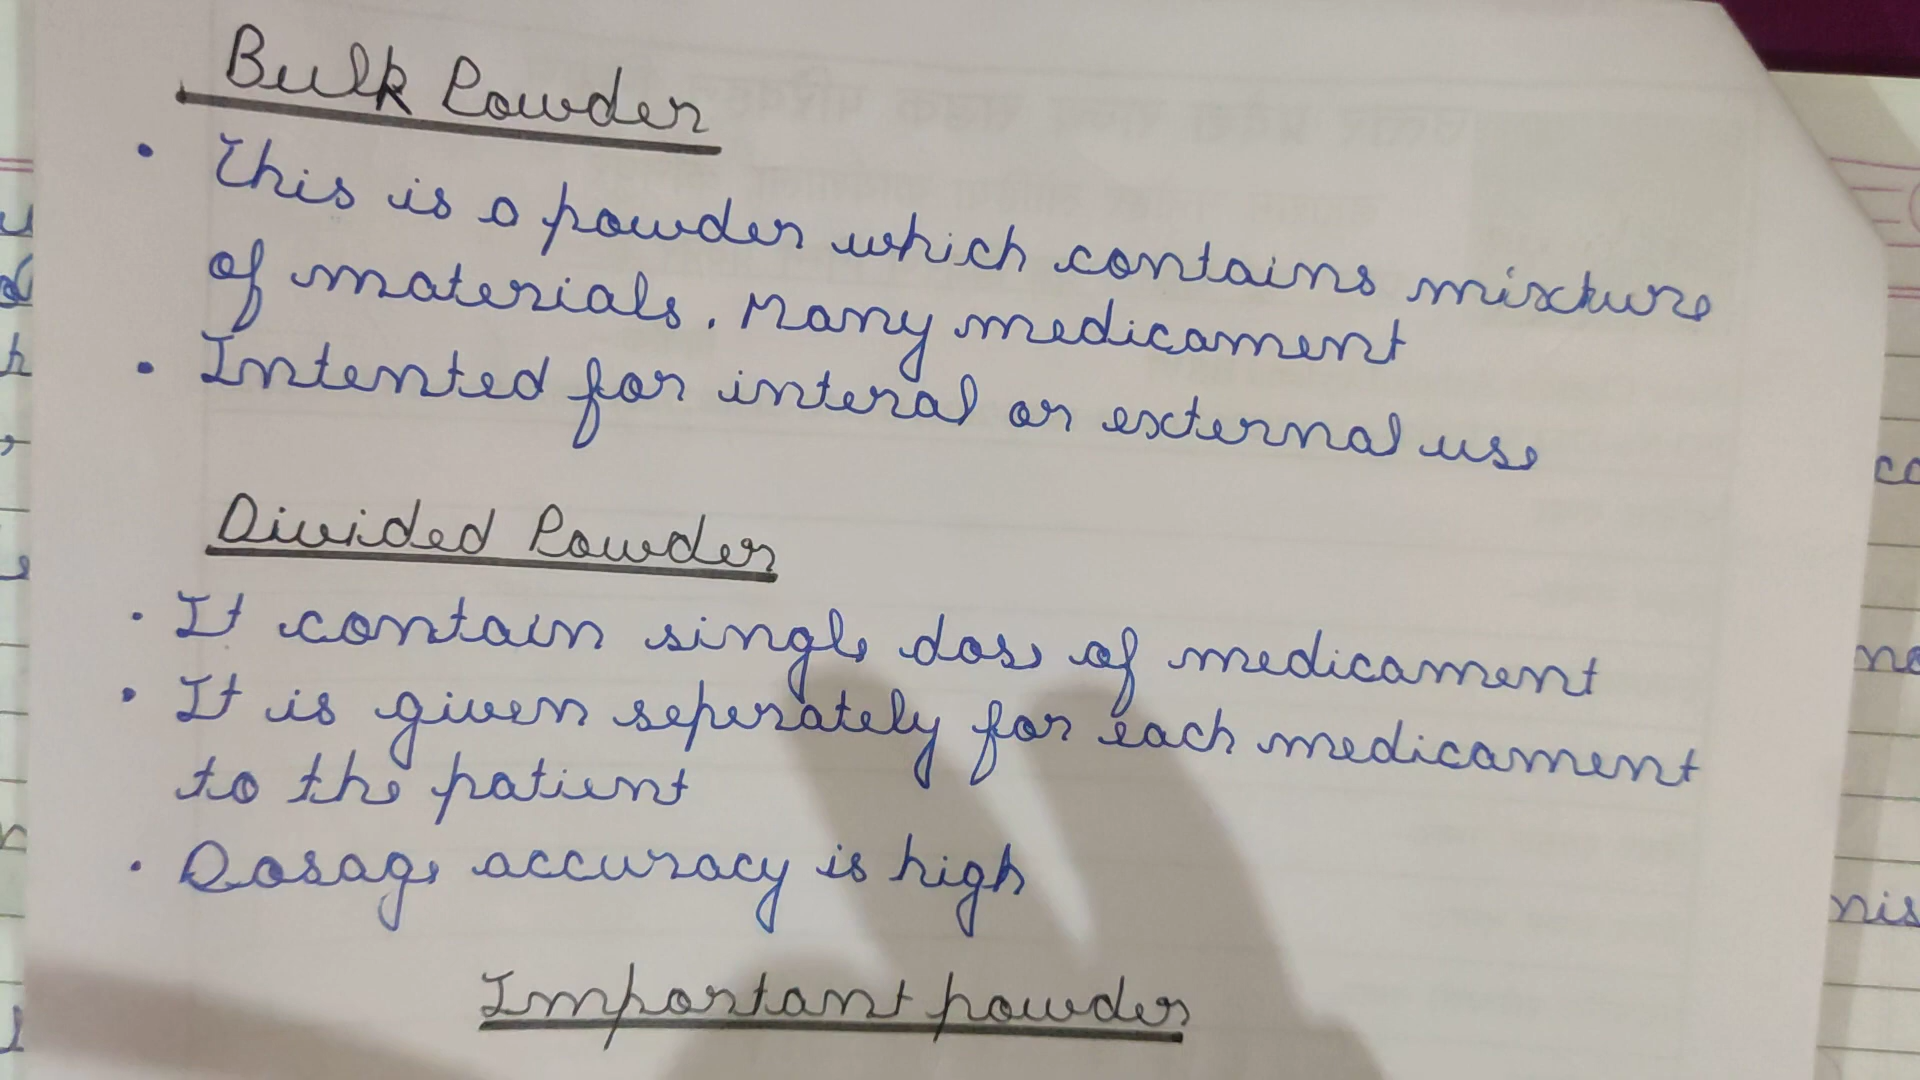 Bulk Powder
• This is a powder which contains mixture
of materials. Many medicament
• Intented for interal or external use
Divided Powder
• It contain single dose of medicament
• It is given seperately for each medicament
to the patient
• Dosage accuracy is high
Important powder